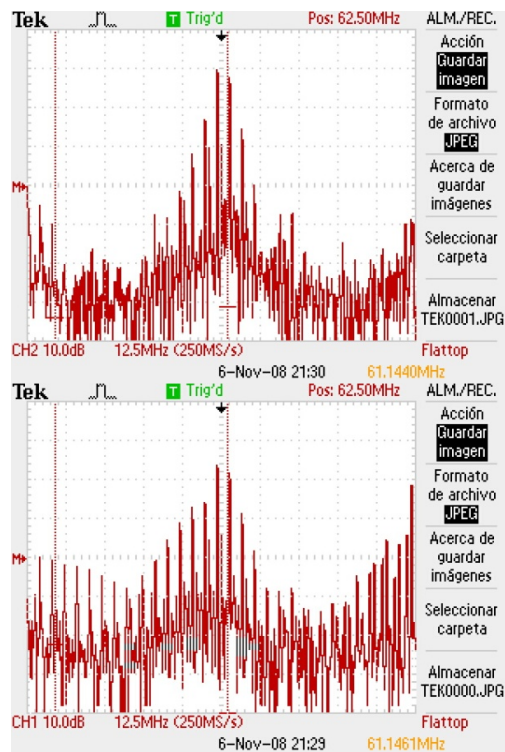 Tek
Trig'd
Pos: 62.50MHz
ALM./REC.
Acción
Guardar
imagen
Formato
de archivo
JPEG
Acerca de
guardar
imágenes
Seleccionar
carpeta
Almacenar
TEK0001.JPG
M
CH2 10.0dB
12.5MHz (250MS/s)
Flattop
6-Nov-08 21:30
61.1440MHz
Tek
Trig'd
Pos: 62.50MHz
ALM./REC.
Acción
Guardar
imagen
Formato
de archivo
JPEG
Acerca de
guardar
imágenes
Seleccionar
carpeta
Almacenar
TEK0000.JPG
M
CH1 10.0dB
12.5MHz (250MS/s)
Flattop
6-Nov-08 21:29
61.1461MHz